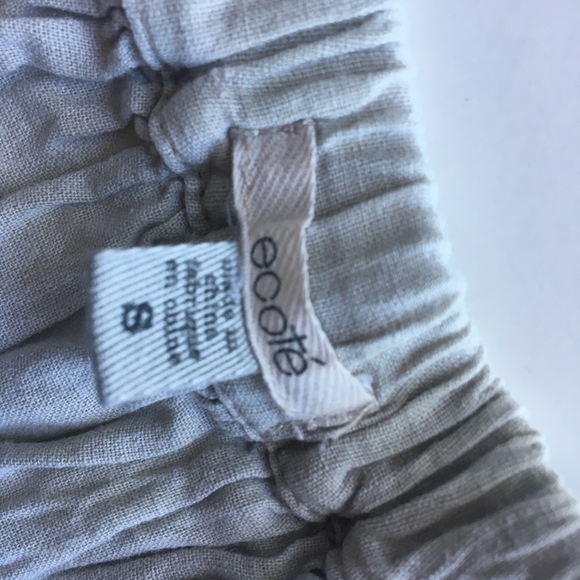 ecoté
made in
china
fabriqué
en chine
S